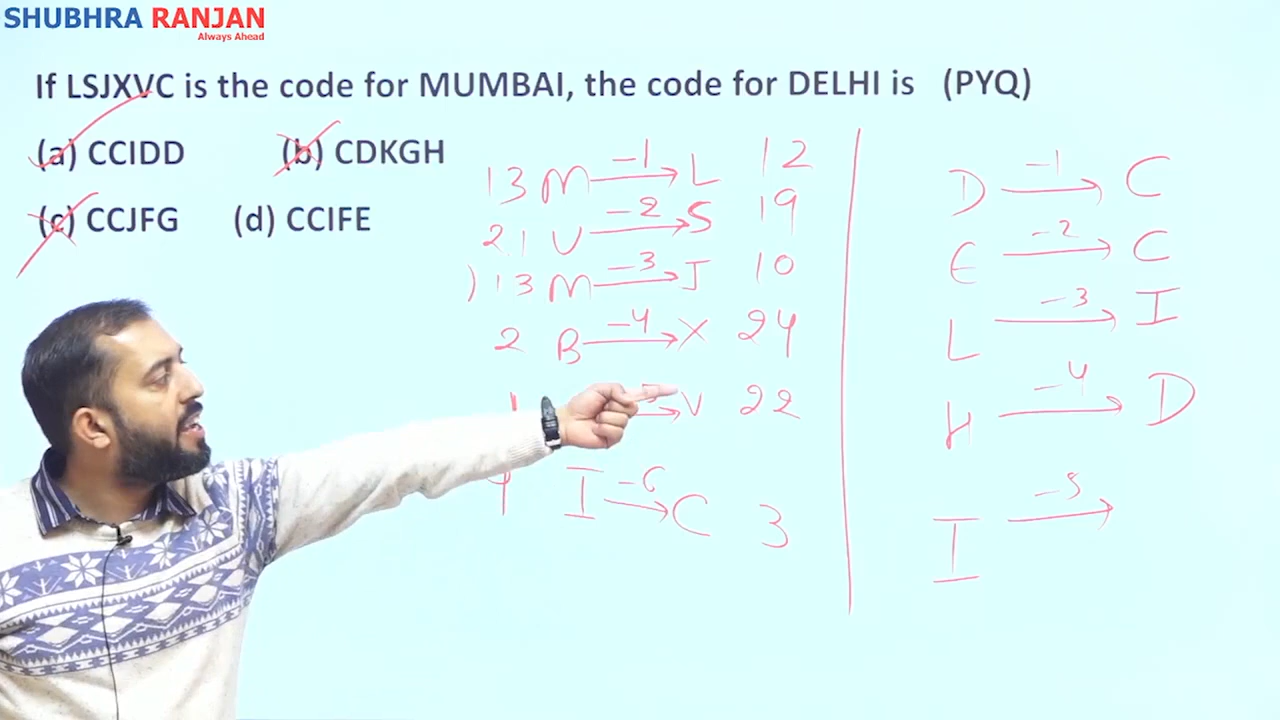 SHUBHRA RANJAN
Always Ahead
If LSJXVC is the code for MUMBAI, the code for DELHI is (PYQ)
(a) CCIDD (b) CDKGH
(c) CCJFG (d) CCIFE
13 M -1 L 12
21 U -2 S 19
13 M -3 J 10
2 B -4 X 24
V 22
I -6 C 3
D -1 C
E -2 C
L -3 I
H -4 D
I -5